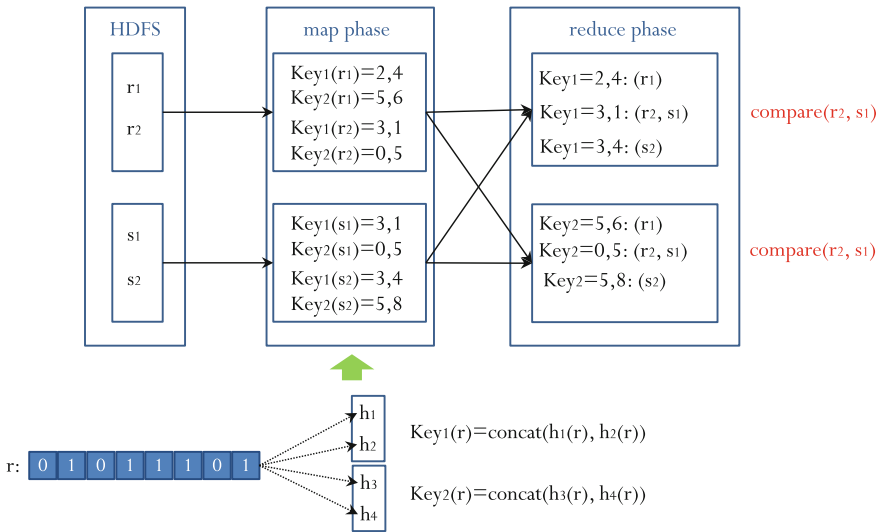 HDFS
r1
r2
s1
s2
map phase
Key1(r1)=2,4
Key2(r1)=5,6
Key1(r2)=3,1
Key2(r2)=0,5
Key1(s1)=3,1
Key2(s1)=0,5
Key1(s2)=3,4
Key2(s2)=5,8
reduce phase
Key1=2,4: (r1)
Key1=3,1: (r2, s1)
Key1=3,4: (s2)
compare(r2, s1)
Key2=5,6: (r1)
Key2=0,5: (r2, s1)
Key2=5,8: (s2)
compare(r2, s1)
r: 0 1 0 1 1 1 0 1
h1
h2
Key1(r)=concat(h1(r), h2(r))
h3
h4
Key2(r)=concat(h3(r), h4(r))